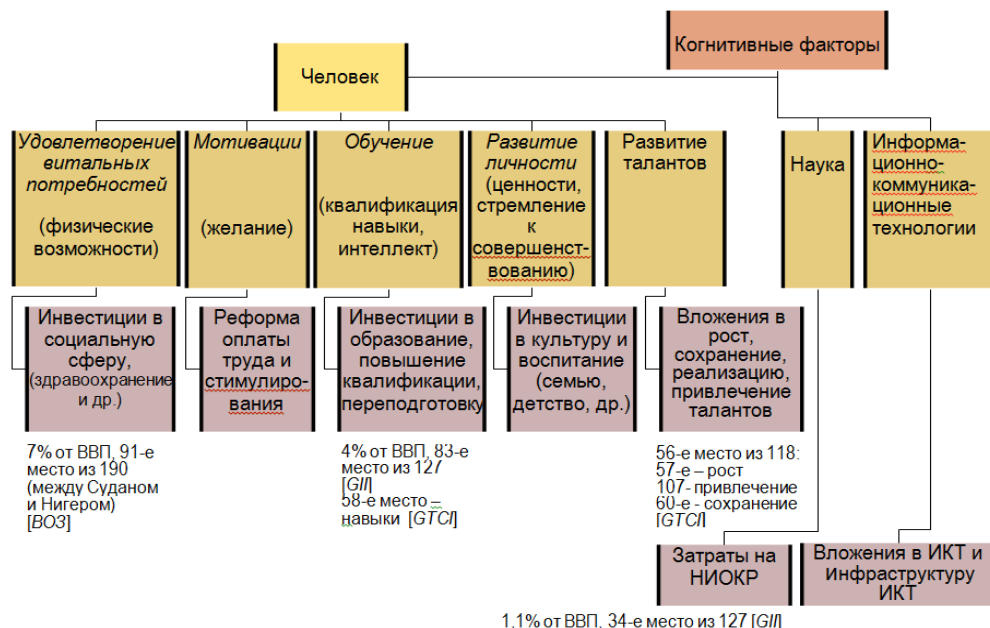 Когнитивные факторы
Человек
Удовлетворение
витальных
потребностей
(физические
возможности)
Мотивации
(желание)
Обучение
(квалификация
навыки,
интеллект)
Развитие
личности
(ценности,
стремление
к
совершенст-
вованию)
Развитие
талантов
Наука
Информа-
ционно-
коммуника-
ционные
технологии
Инвестиции в
социальную
сферу,
(здравоохранение
и др.)
Реформа
оплаты
труда и
стимулиро-
вания
Инвестиции в
образование,
повышение
квалификации,
переподготовку
Инвестиции
в культуру и
воспитание
(семью,
детство, др.)
Вложения в
рост,
сохранение,
реализацию,
привлечение
талантов
7% от ВВП, 91-е
место из 190
(между Суданом
и Нигером)
[ВОЗ]
4% от ВВП, 83-е
место из 127
[GII]
58-е место –
навыки [GTCI]
56-е место из 118:
57-е – рост
107- привлечение
60-е - сохранение
[GTCI]
Затраты на
НИОКР
Вложения в ИКТ и
Инфраструктуру
ИКТ
1,1% от ВВП, 34-е место из 127 [GII]